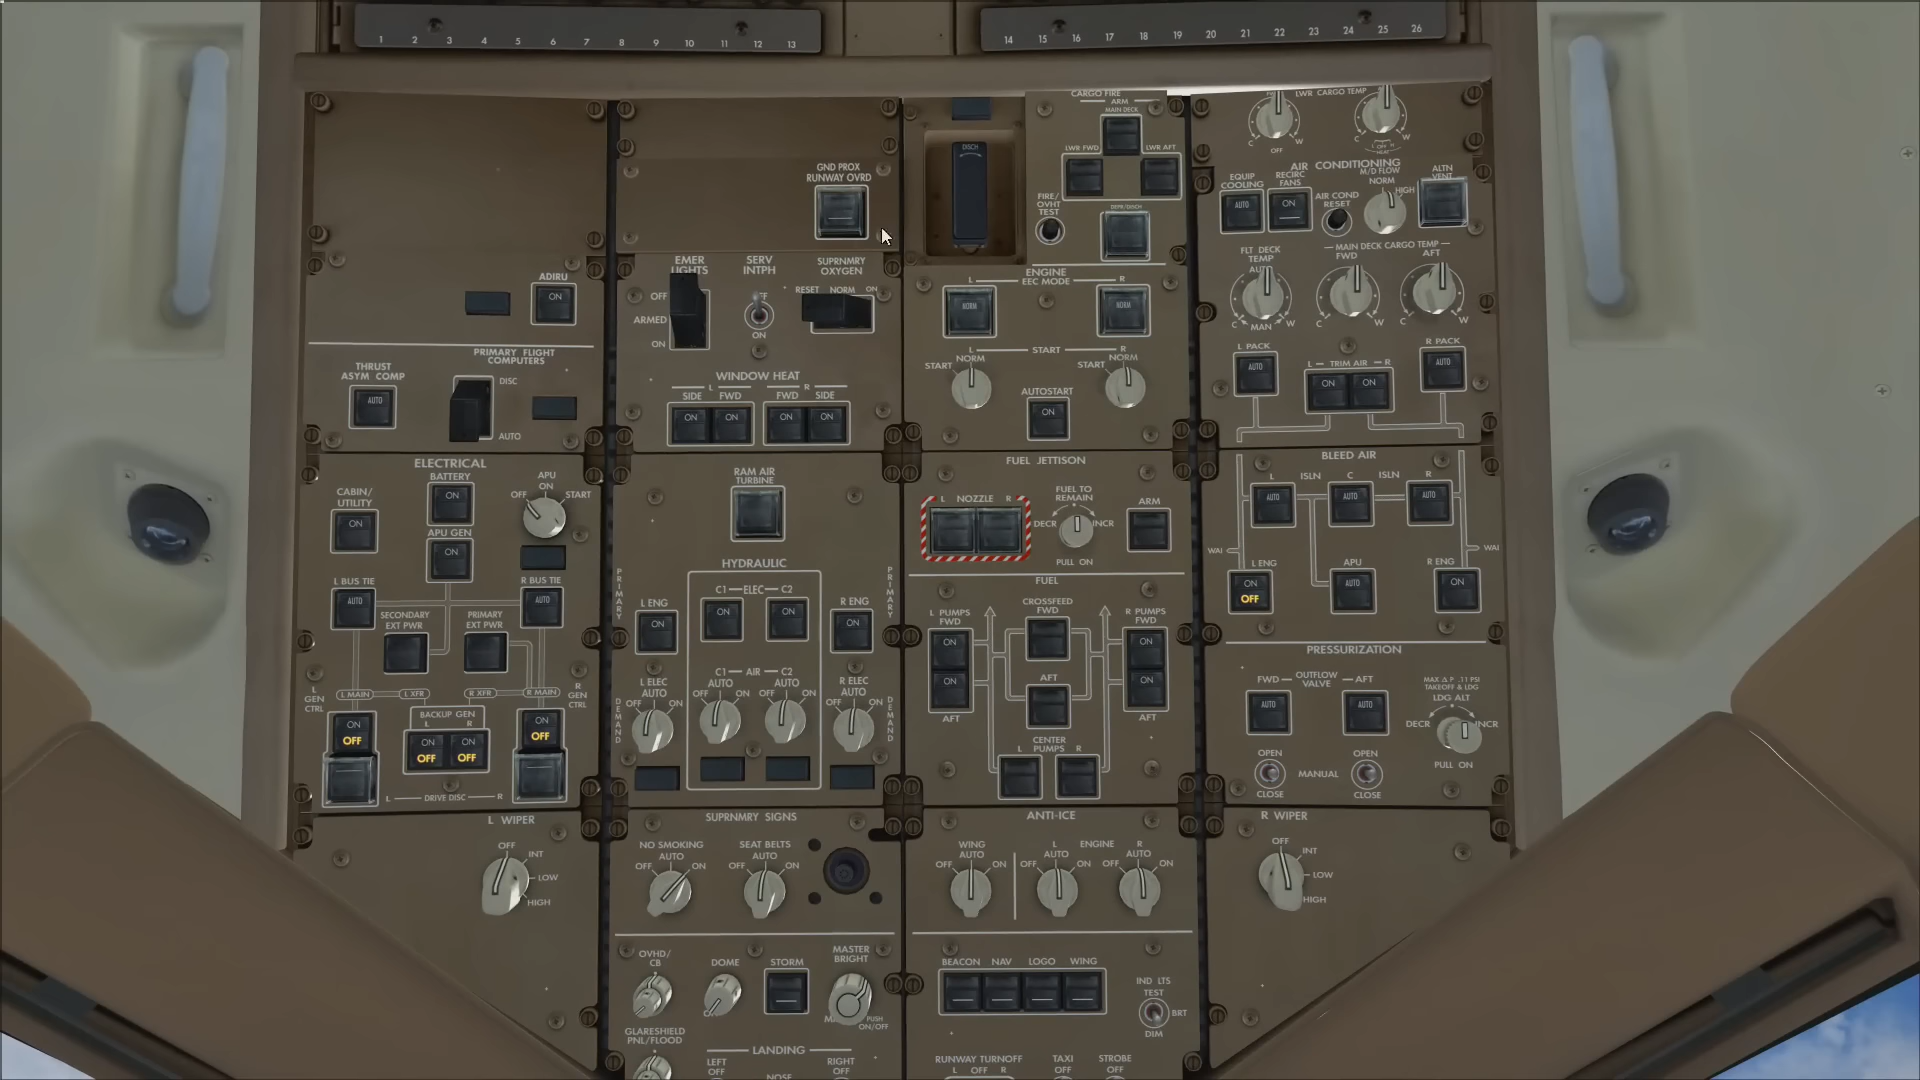 1 2 3 4 5 6 7 8 9 10 11 12 13
14 15 16 17 18 19 20 21 22 23 24 25 26
GND PROX
RUNWAY OVRD
ADIRU
ON
THRUST
ASYM COMP
AUTO
PRIMARY FLIGHT
COMPUTERS
DISC
AUTO
EMER
LIGHTS
OFF
ARMED
ON
SERV
INTPH
ON
SUPRNMRY
OXYGEN
RESET NORM ON
WINDOW HEAT
L R
SIDE FWD FWD SIDE
ON ON ON ON
DISCH
CARGO FIRE
ARM
MAIN DECK
LWR FWD LWR AFT
FIRE/
OVHT
TEST
DEPR/DISCH
ENGINE
L EEC MODE R
NORM NORM
L START R
START NORM START NORM
AUTOSTART
ON
LWR CARGO TEMP
C W C W
OFF
AIR CONDITIONING
EQUIP
COOLING
AUTO
RECIRC
FANS
ON
AIR COND
RESET
M/D FLOW
NORM
HIGH
ALTN
VENT
FLT DECK
TEMP
AUTO
C MAN W
MAIN DECK CARGO TEMP
FWD AFT
C W C W
L PACK
AUTO
L TRIM AIR R
ON ON
R PACK
AUTO
ELECTRICAL
CABIN/
UTILITY
ON
BATTERY
ON
APU
OFF ON START
APU GEN
ON
L BUS TIE
AUTO
R BUS TIE
AUTO
SECONDARY
EXT PWR
PRIMARY
EXT PWR
L MAIN L XFR R XFR R MAIN
L
GEN
CTRL
R
GEN
CTRL
ON
OFF
BACKUP GEN
L R
ON ON
OFF OFF
ON
OFF
L DRIVE DISC R
RAM AIR
TURBINE
HYDRAULIC
PRIMARY
PRIMARY
L ENG
ON
C1 ELEC C2
ON ON
R ENG
ON
DEMAND
DEMAND
L ELEC
AUTO
OFF ON
C1 AIR C2
AUTO AUTO
OFF ON OFF ON
R ELEC
AUTO
OFF ON
FUEL JETTISON
L NOZZLE R
FUEL TO
REMAIN
DECR INCR
PULL ON
ARM
FUEL
L PUMPS
FWD
ON
ON
AFT
CROSSFEED
FWD
AFT
R PUMPS
FWD
ON
ON
AFT
CENTER
L PUMPS R
BLEED AIR
L ISLN C ISLN R
AUTO AUTO AUTO
WAI WAI
L ENG
ON
OFF
APU
AUTO
R ENG
ON
PRESSURIZATION
OUTFLOW
FWD VALVE AFT
AUTO AUTO
OPEN OPEN
MANUAL
CLOSE CLOSE
MAX Δ P .11 PSI
TAKEOFF & LDG
LDG ALT
DECR INCR
PULL ON
L WIPER
OFF
INT
LOW
HIGH
SUPRNMRY SIGNS
NO SMOKING
AUTO
OFF ON
SEAT BELTS
AUTO
OFF ON
ANTI-ICE
WING
AUTO
OFF ON
L ENGINE R
AUTO AUTO
OFF ON OFF ON
R WIPER
OFF
INT
LOW
HIGH
OVHD/
CB
DOME
STORM
MASTER
BRIGHT
PUSH
ON/OFF
GLARESHIELD
PNL/FLOOD
BEACON NAV LOGO WING
IND LTS
TEST
BRT
DIM
LANDING
LEFT
OFF
NOSE
RIGHT
OFF
RUNWAY TURNOFF
L OFF R
TAXI
OFF
STROBE
OFF